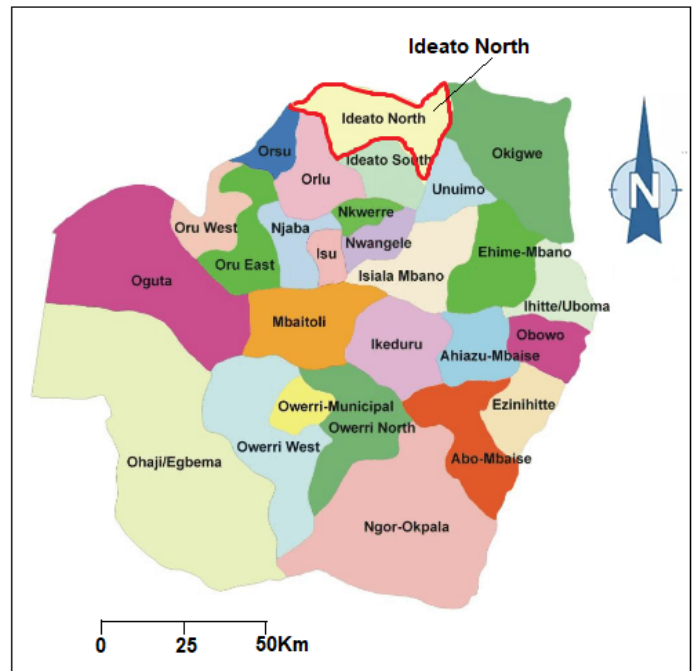 Ideato North
Ideato North
Orsu
Ideato South
Okigwe
Orlu
Unuimo
Oru West
Njaba
Nkwerre
Nwangele
Isu
Ehime-Mbano
Oru East
Isiala Mbano
Oguta
Ihitte/Uboma
Mbaitoli
Obowo
Ikeduru
Ahiazu-Mbaise
Owerri-Municipal
Ezinihitte
Owerri North
Owerri West
Abo-Mbaise
Ohaji/Egbema
Ngor-Okpala
N
0 25 50Km